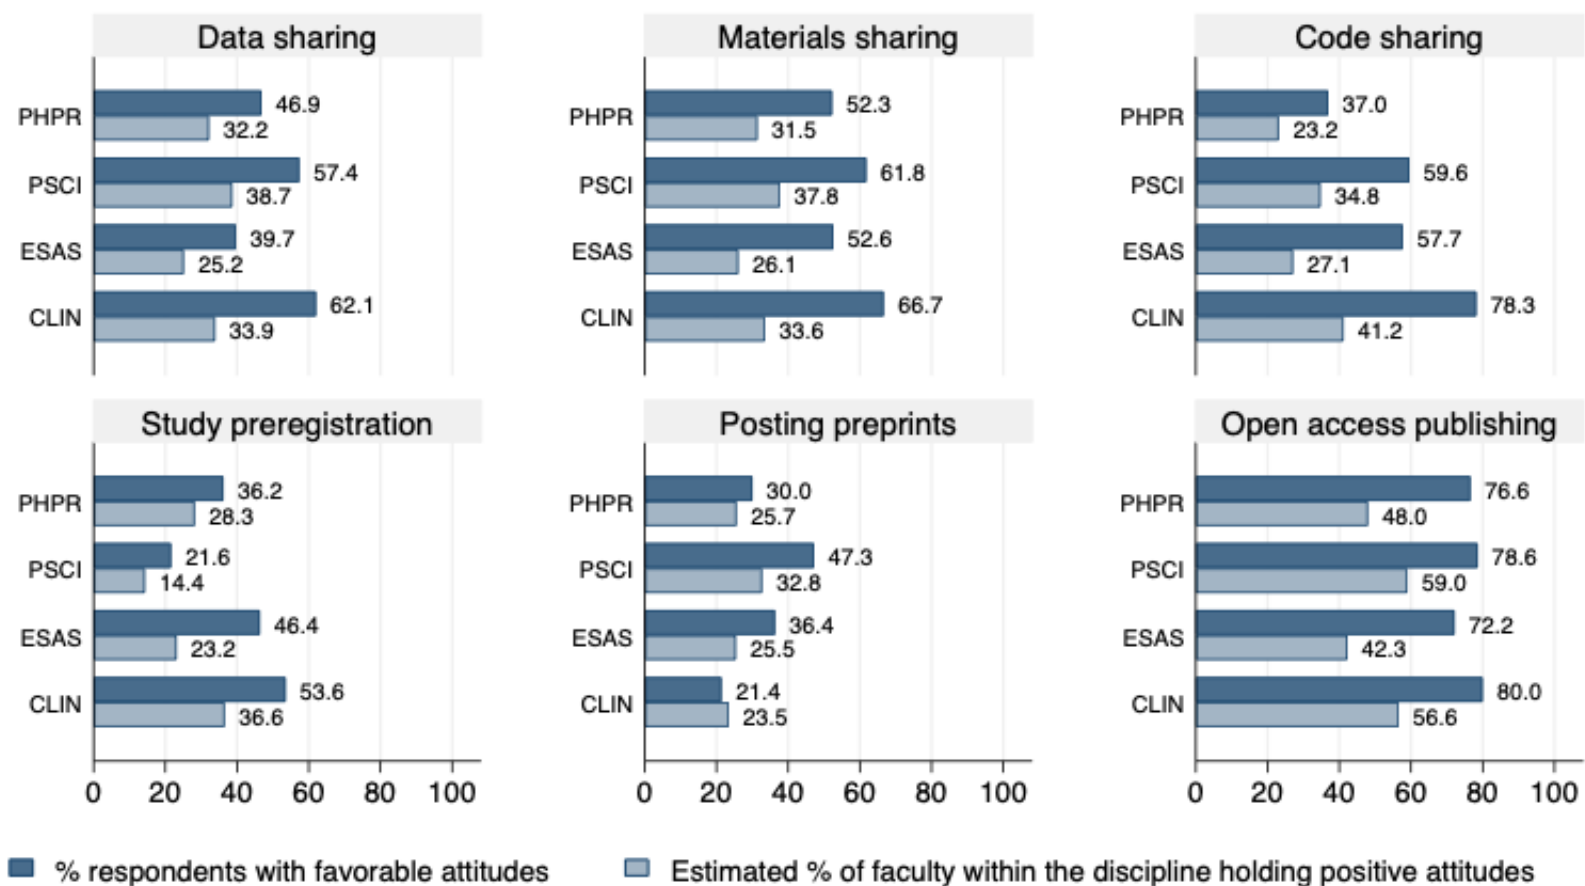 Data sharing
PHPR 46.9
32.2
PSCI 57.4
38.7
ESAS 39.7
25.2
CLIN 62.1
33.9
Materials sharing
PHPR 52.3
31.5
PSCI 61.8
37.8
ESAS 52.6
26.1
CLIN 66.7
33.6
Code sharing
PHPR 37.0
23.2
PSCI 59.6
34.8
ESAS 57.7
27.1
CLIN 78.3
41.2
Study preregistration
PHPR 36.2
28.3
PSCI 21.6
14.4
ESAS 46.4
23.2
CLIN 53.6
36.6
0 20 40 60 80 100
Posting preprints
PHPR 30.0
25.7
PSCI 47.3
32.8
ESAS 36.4
25.5
CLIN 21.4
23.5
0 20 40 60 80 100
Open access publishing
PHPR 76.6
48.0
PSCI 78.6
59.0
ESAS 72.2
42.3
CLIN 80.0
56.6
0 20 40 60 80 100
% respondents with favorable attitudes
Estimated % of faculty within the discipline holding positive attitudes